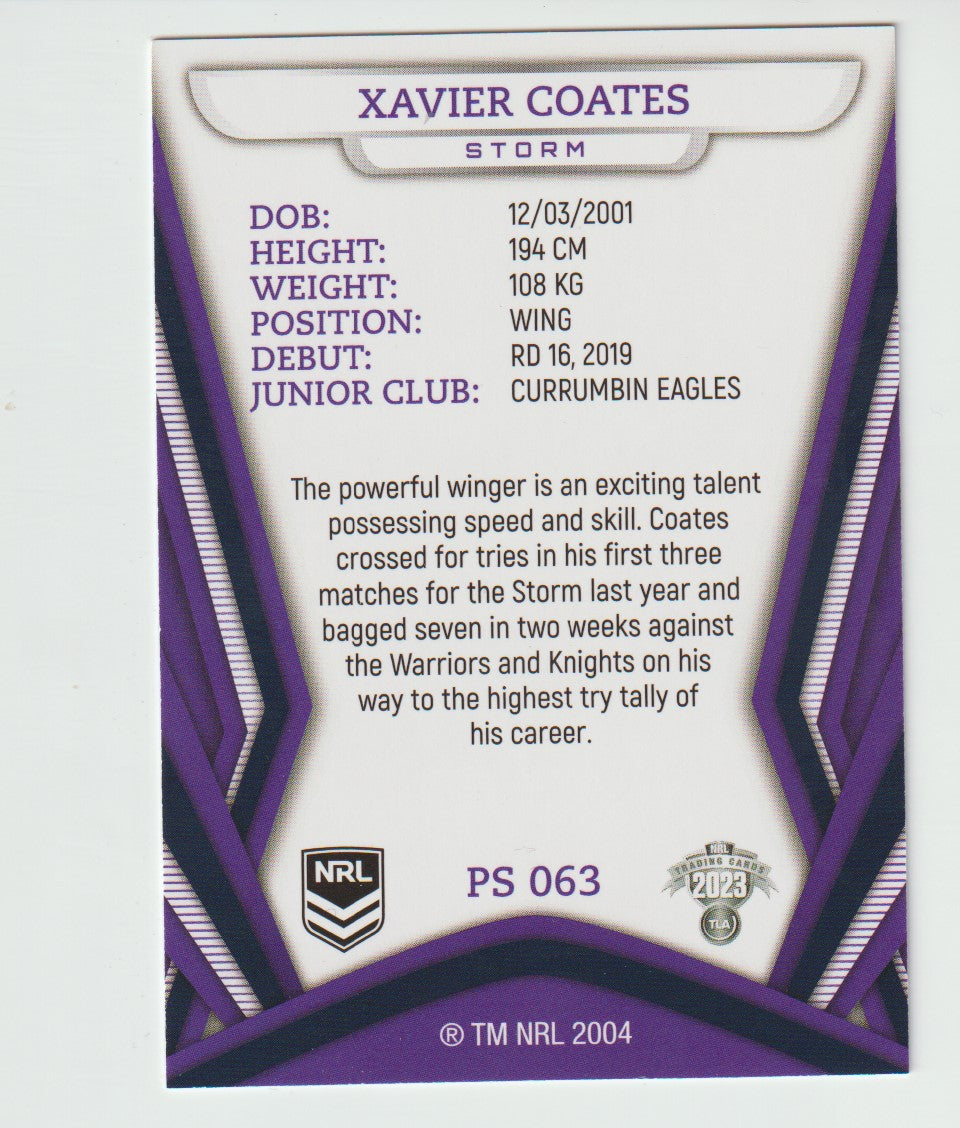 XAVIER COATES
STORM
DOB: 12/03/2001
HEIGHT: 194 CM
WEIGHT: 108 KG
POSITION: WING
DEBUT: RD 16, 2019
JUNIOR CLUB: CURRUMBIN EAGLES
The powerful winger is an exciting talent
possessing speed and skill. Coates
crossed for tries in his first three
matches for the Storm last year and
bagged seven in two weeks against
the Warriors and Knights on his
way to the highest try tally of
his career.
NRL
PS 063
NRL
TRADING CARDS
2023
TLA
® TM NRL 2004